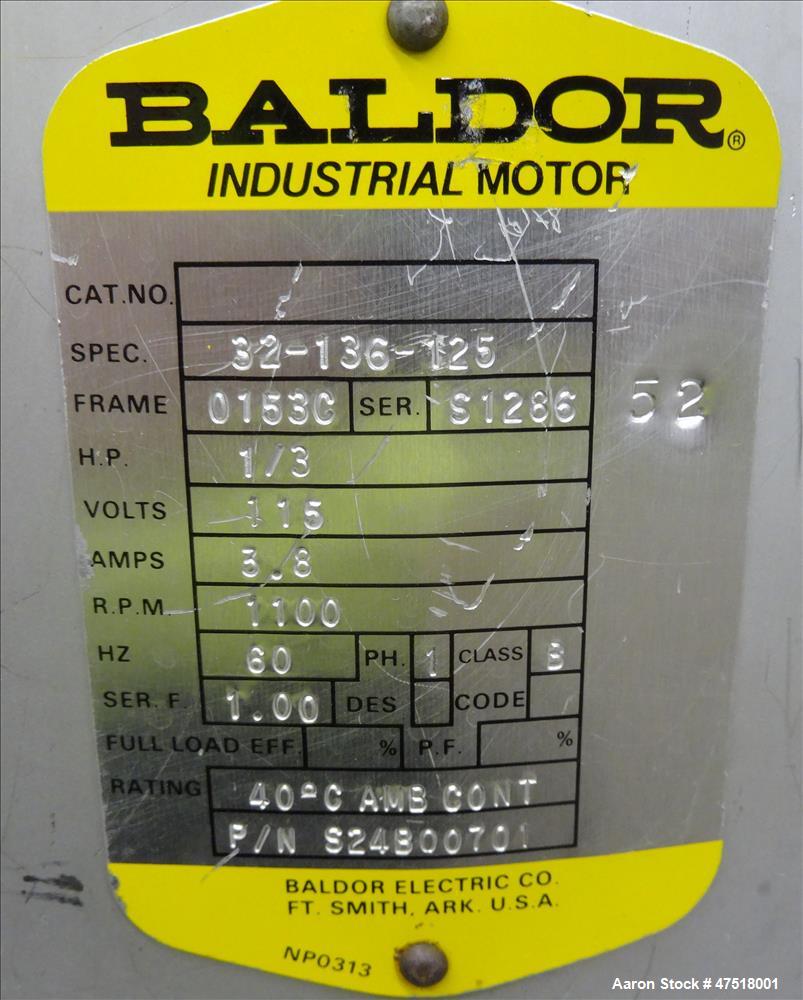 BALDOR®
INDUSTRIAL MOTOR
CAT.NO.
SPEC. 32-136-125
FRAME 0153C SER. S1286 52
H.P. 1/3
VOLTS 115
AMPS 3.8
R.P.M. 1100
HZ 60 PH. 1 CLASS B
SER. F. 1.00 DES CODE
FULL LOAD EFF. % P.F. %
RATING 40ºC AMB CONT
P/N S24B00701
BALDOR ELECTRIC CO.
FT. SMITH, ARK. U.S.A.
NP0313
Aaron Stock # 47518001